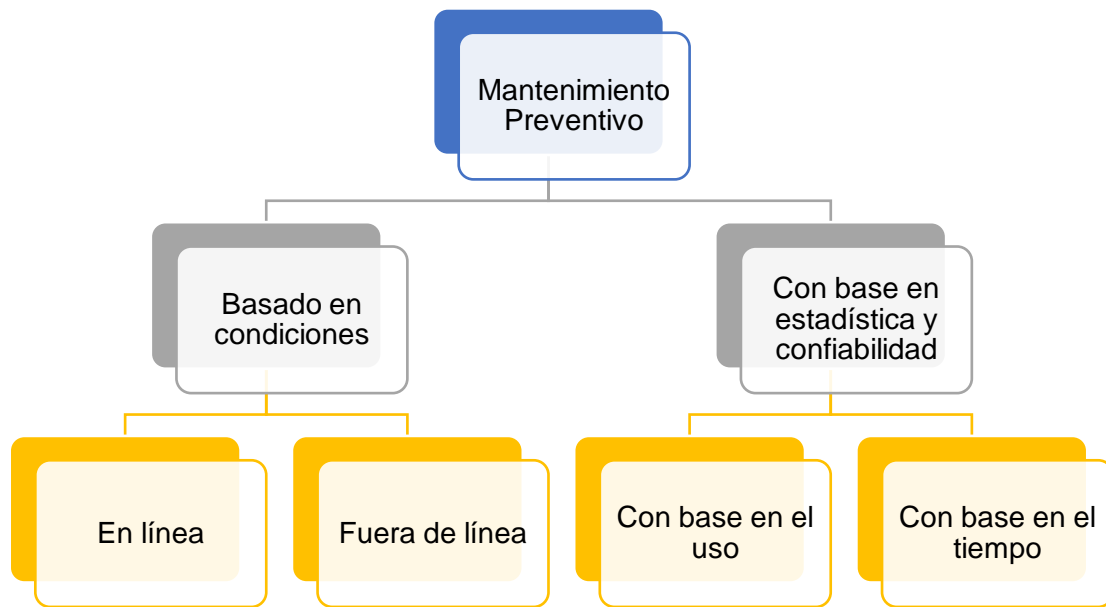 Mantenimiento
Preventivo
Basado en
condiciones
Con base en
estadística y
confiabilidad
En línea
Fuera de línea
Con base en el
uso
Con base en el
tiempo